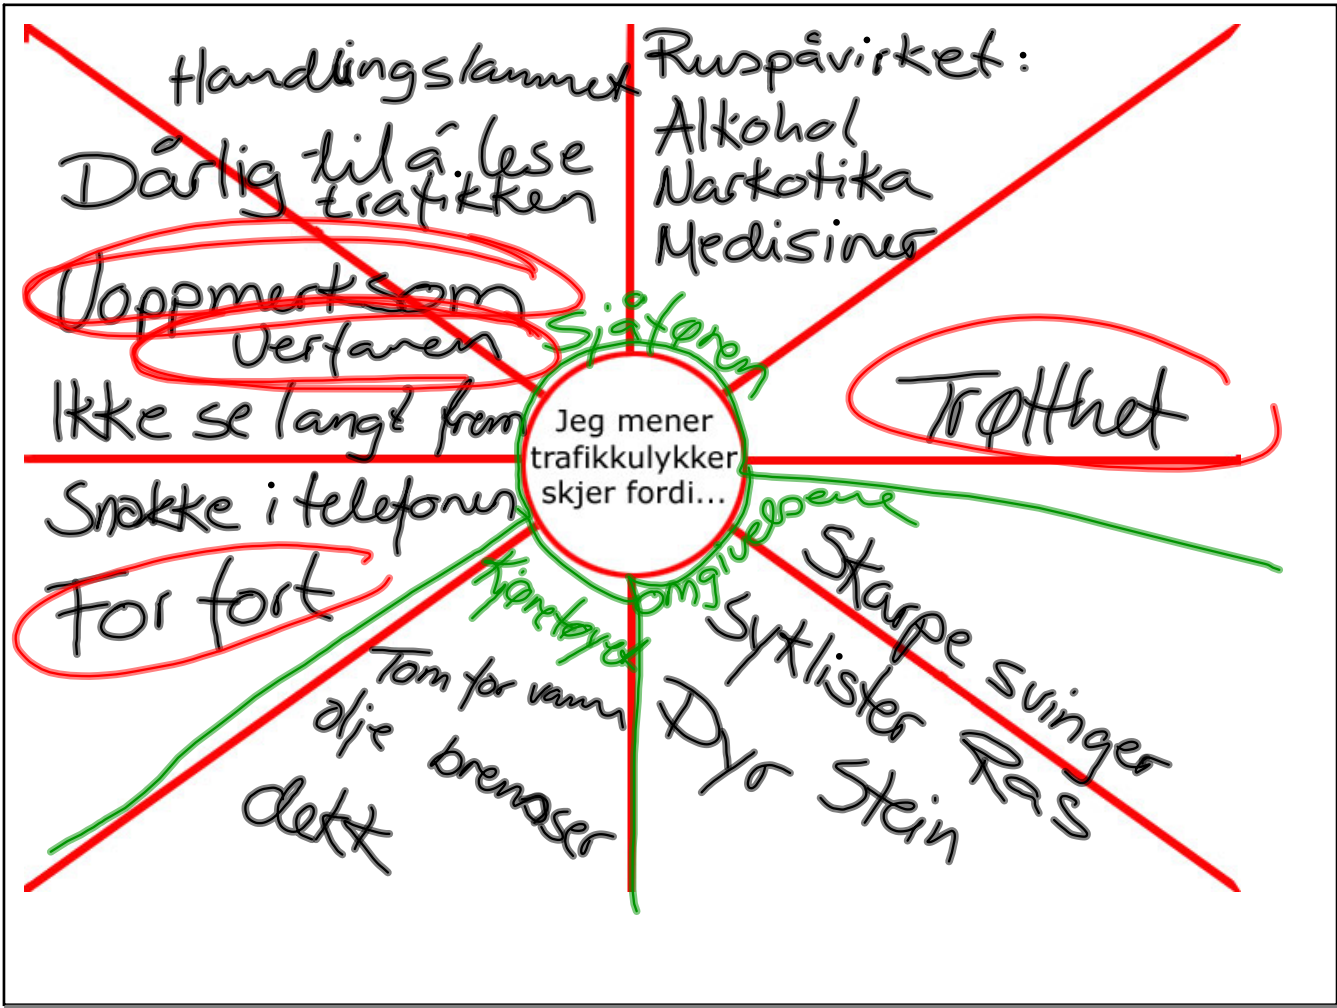 Handlingslammet
Dårlig til å lese
trafikken
Uoppmerksom
Uerfaren
Ikke se langt frem
Snakke i telefonen
For fort
Ruspåvirket:
Alkohol
Narkotika
Medisiner
Trøtthet
Sjåføren
Jeg mener
trafikkulykker
skjer fordi...
omgivelsene
Kjøretøyet
Skarpe svinger
Syklister Ras
Dyr Stein
Tom for vann
olje bremser
dekk